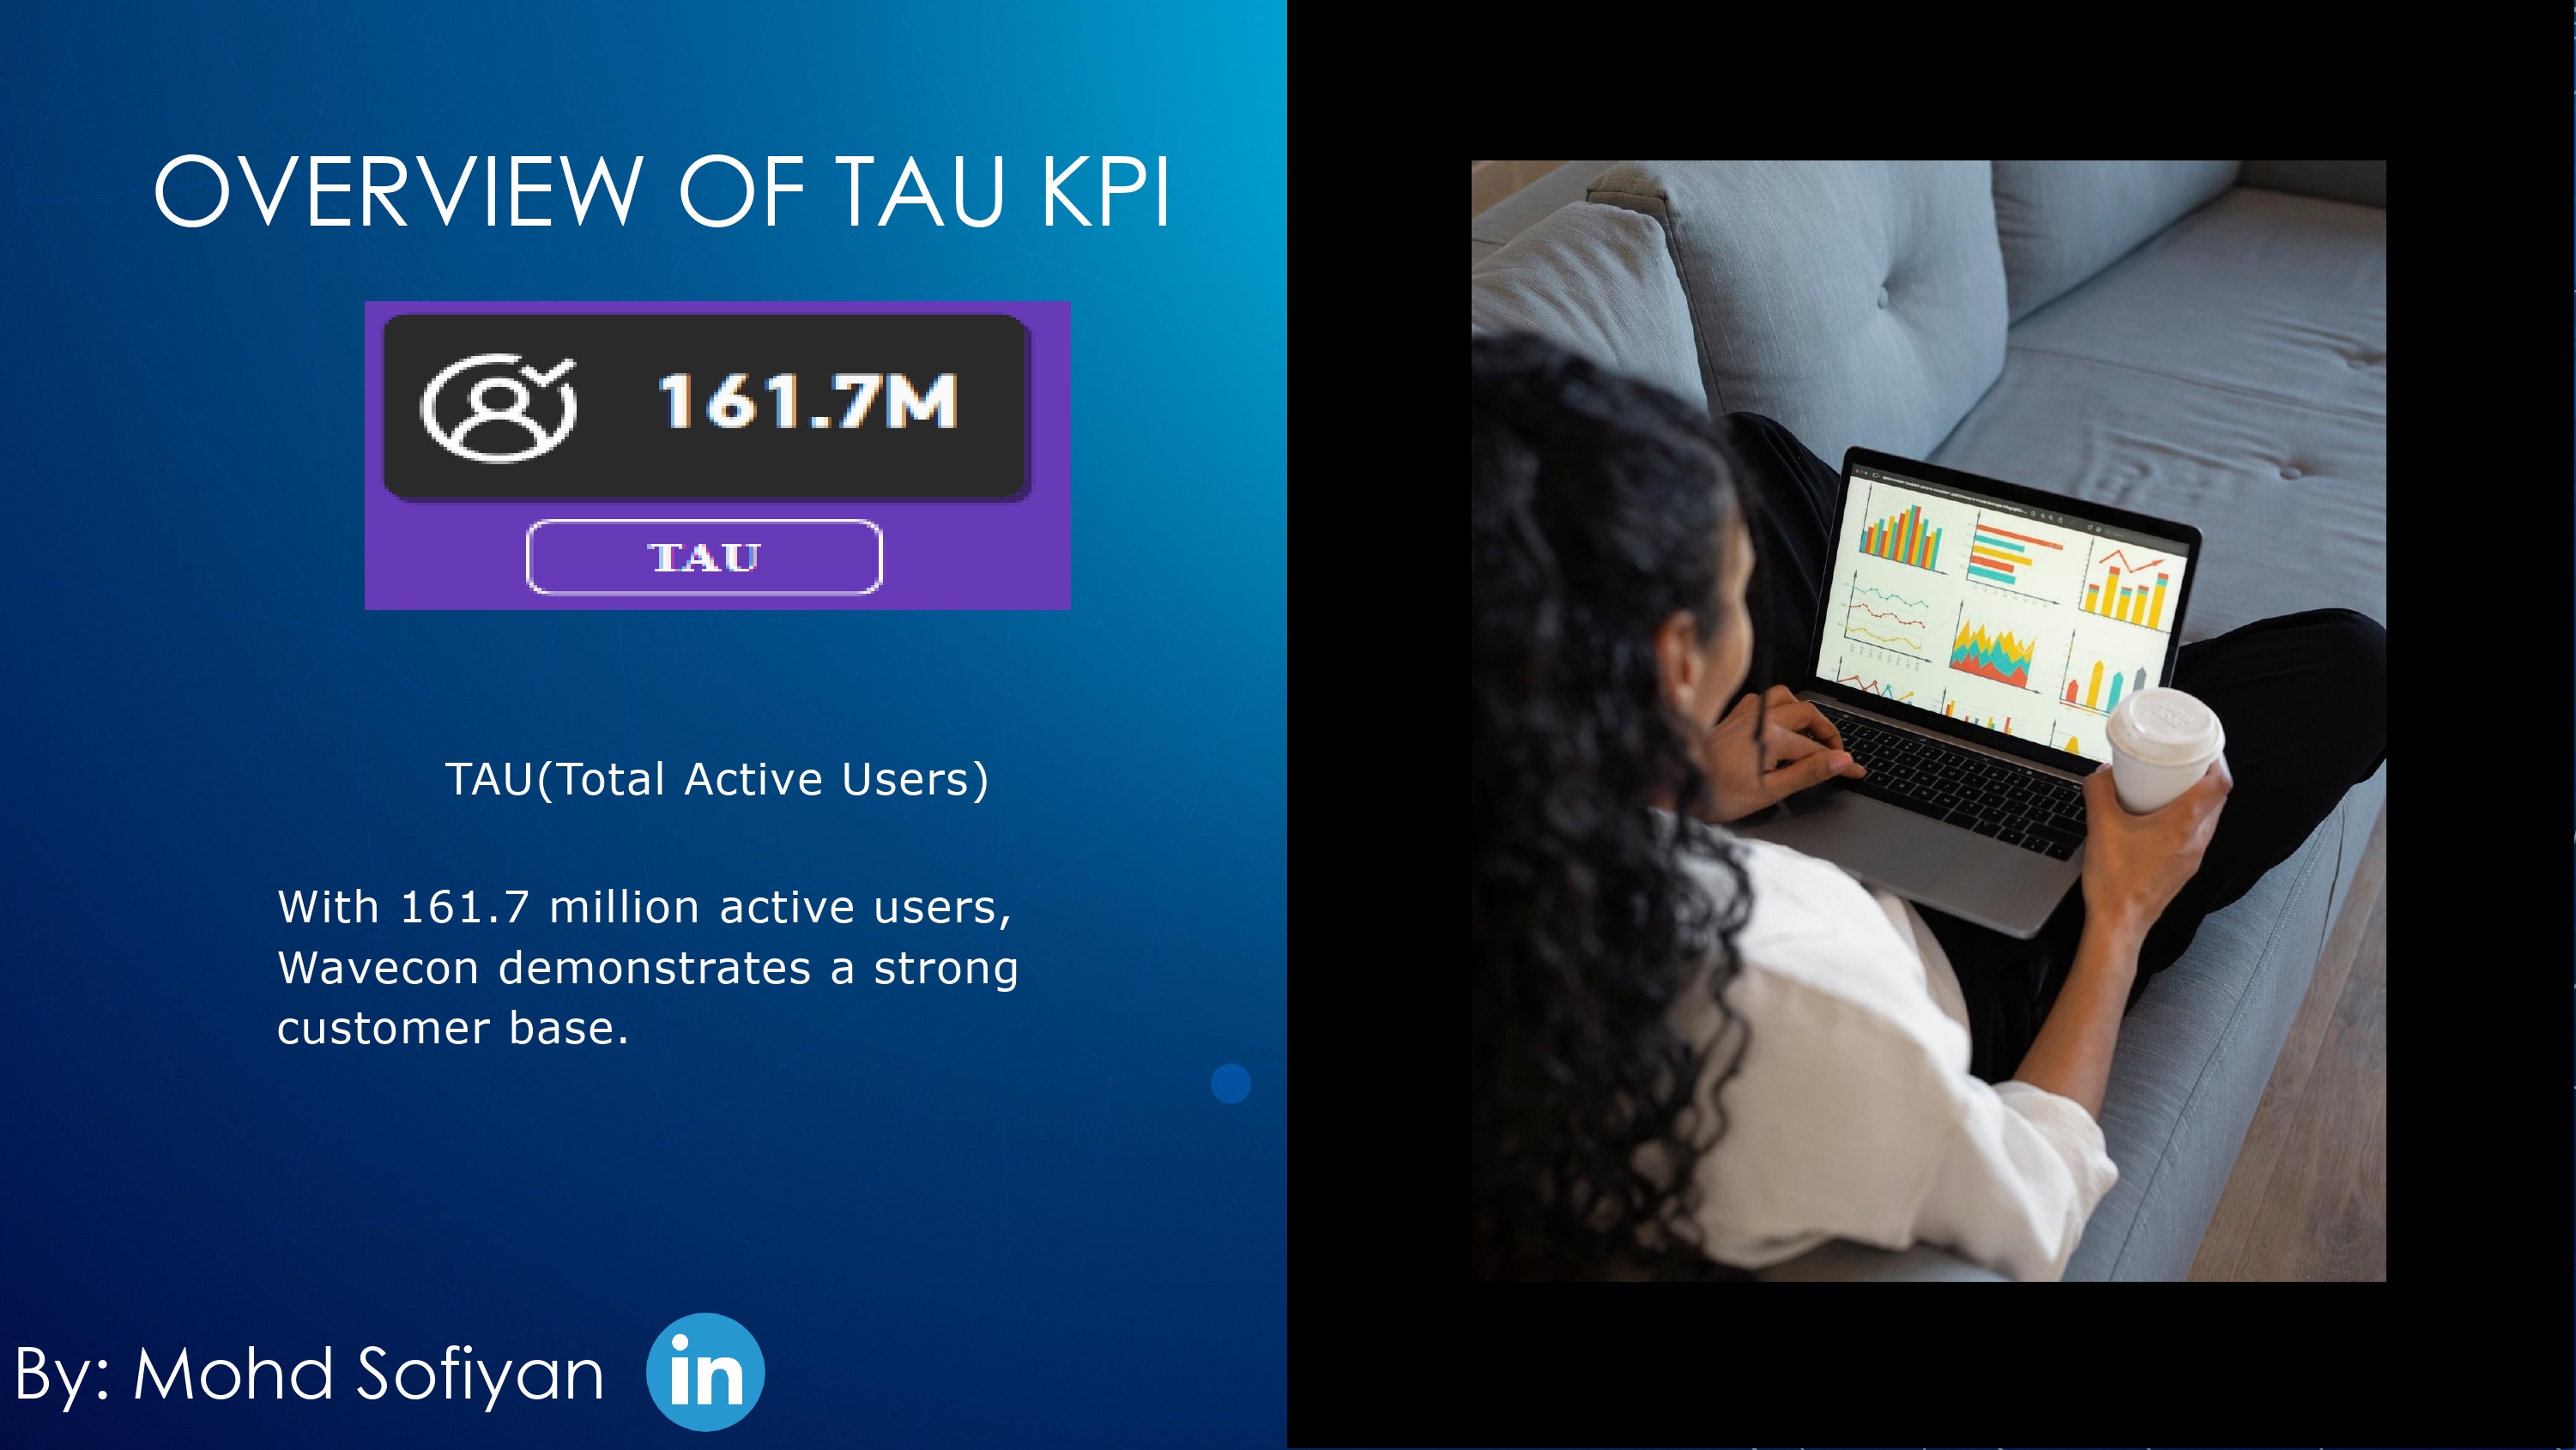 OVERVIEW OF TAU KPI
161.7M
TAU
TAU(Total Active Users)
With 161.7 million active users,
Wavecon demonstrates a strong
customer base.
By: Mohd Sofiyan
in